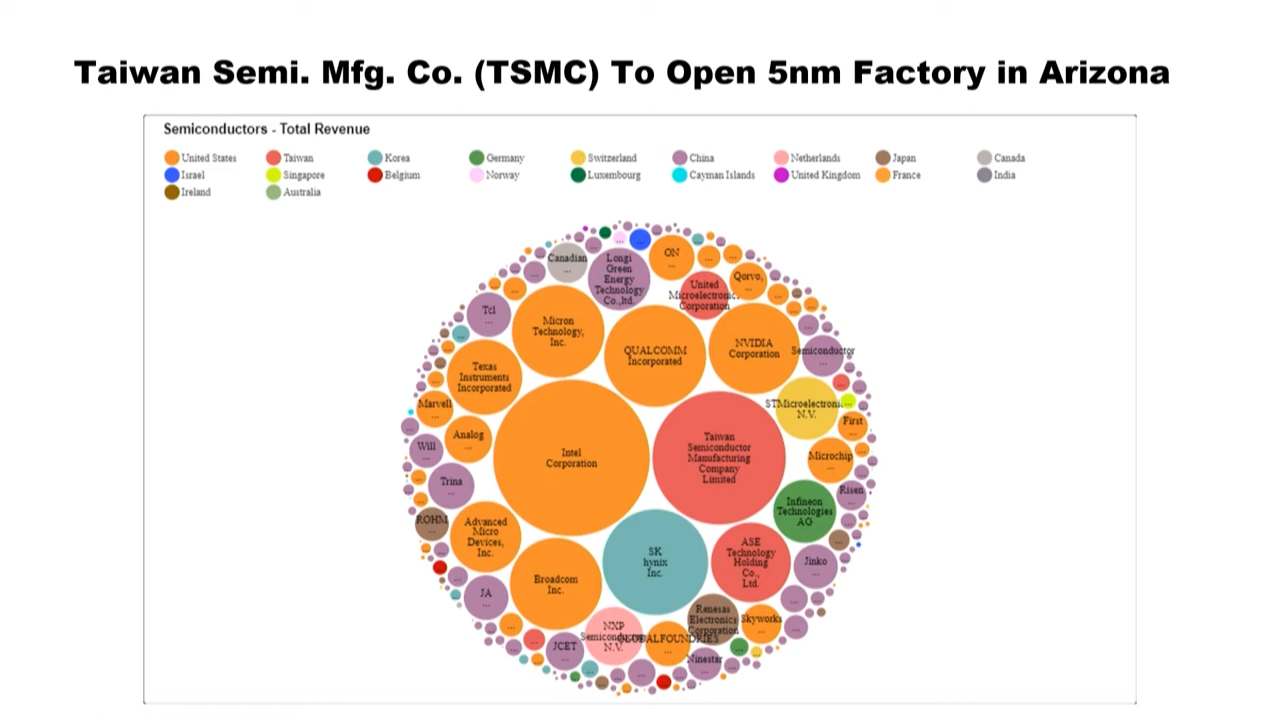 Taiwan Semi. Mfg. Co. (TSMC) To Open 5nm Factory in Arizona
Semiconductors - Total Revenue
United States
Taiwan
Korea
Germany
Switzerland
China
Netherlands
Japan
Canada
Israel
Singapore
Belgium
Norway
Luxembourg
Cayman Islands
United Kingdom
France
India
Ireland
Australia
Canadian
...
Longi
Green
Energy
Technology
Co.,ltd.
ON
...
United
Microelectronic
Corporation
Qorvo,
...
Tcl
...
Micron
Technology,
Inc.
QUALCOMM
Incorporated
NVIDIA
Corporation
Semiconductor
...
Texas
Instruments
Incorporated
Marvell
...
STMicroelectroni...
N.V.
First
...
Analog
...
Will
...
Intel
Corporation
Taiwan
Semiconductor
Manufacturing
Company
Limited
Microchip
...
Trina
...
Risen
...
Infineon
Technologies
AG
ROHM
...
Advanced
Micro
Devices,
Inc.
SK
hynix
Inc.
ASE
Technology
Holding
Co.,
Ltd.
Jinko
...
Broadcom
Inc.
JA
...
Renesas
Electronics
Corporation
Skyworks
...
NXP
Semiconductors
N.V.
GLOBALFOUNDRIES
...
JCET
...
Ninestar
...